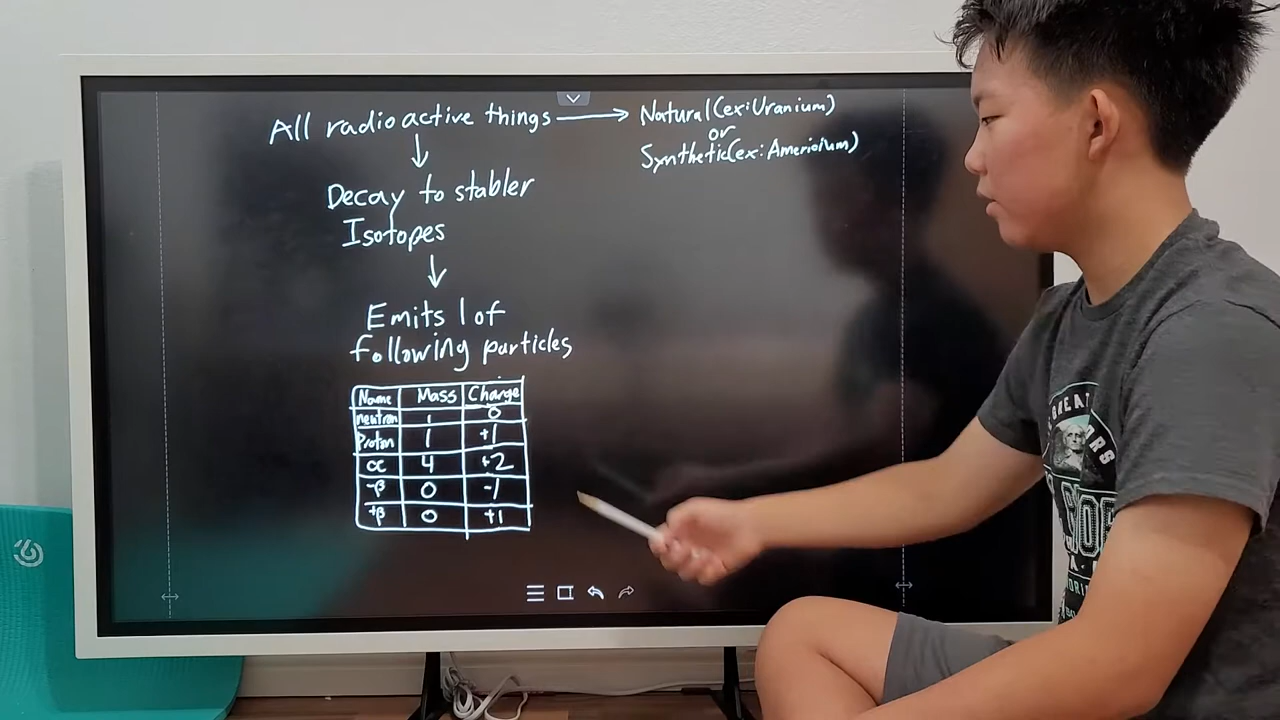 All radioactive things → Natural(ex:Uranium)
or
Synthetic(ex:Americium)
↓
Decay to stabler
Isotopes
↓
Emits 1 of
following particles
Name Mass Charge
neutron 1 0
Proton 1 +1
α 4 +2
-β 0 -1
+β 0 +1
GREAT